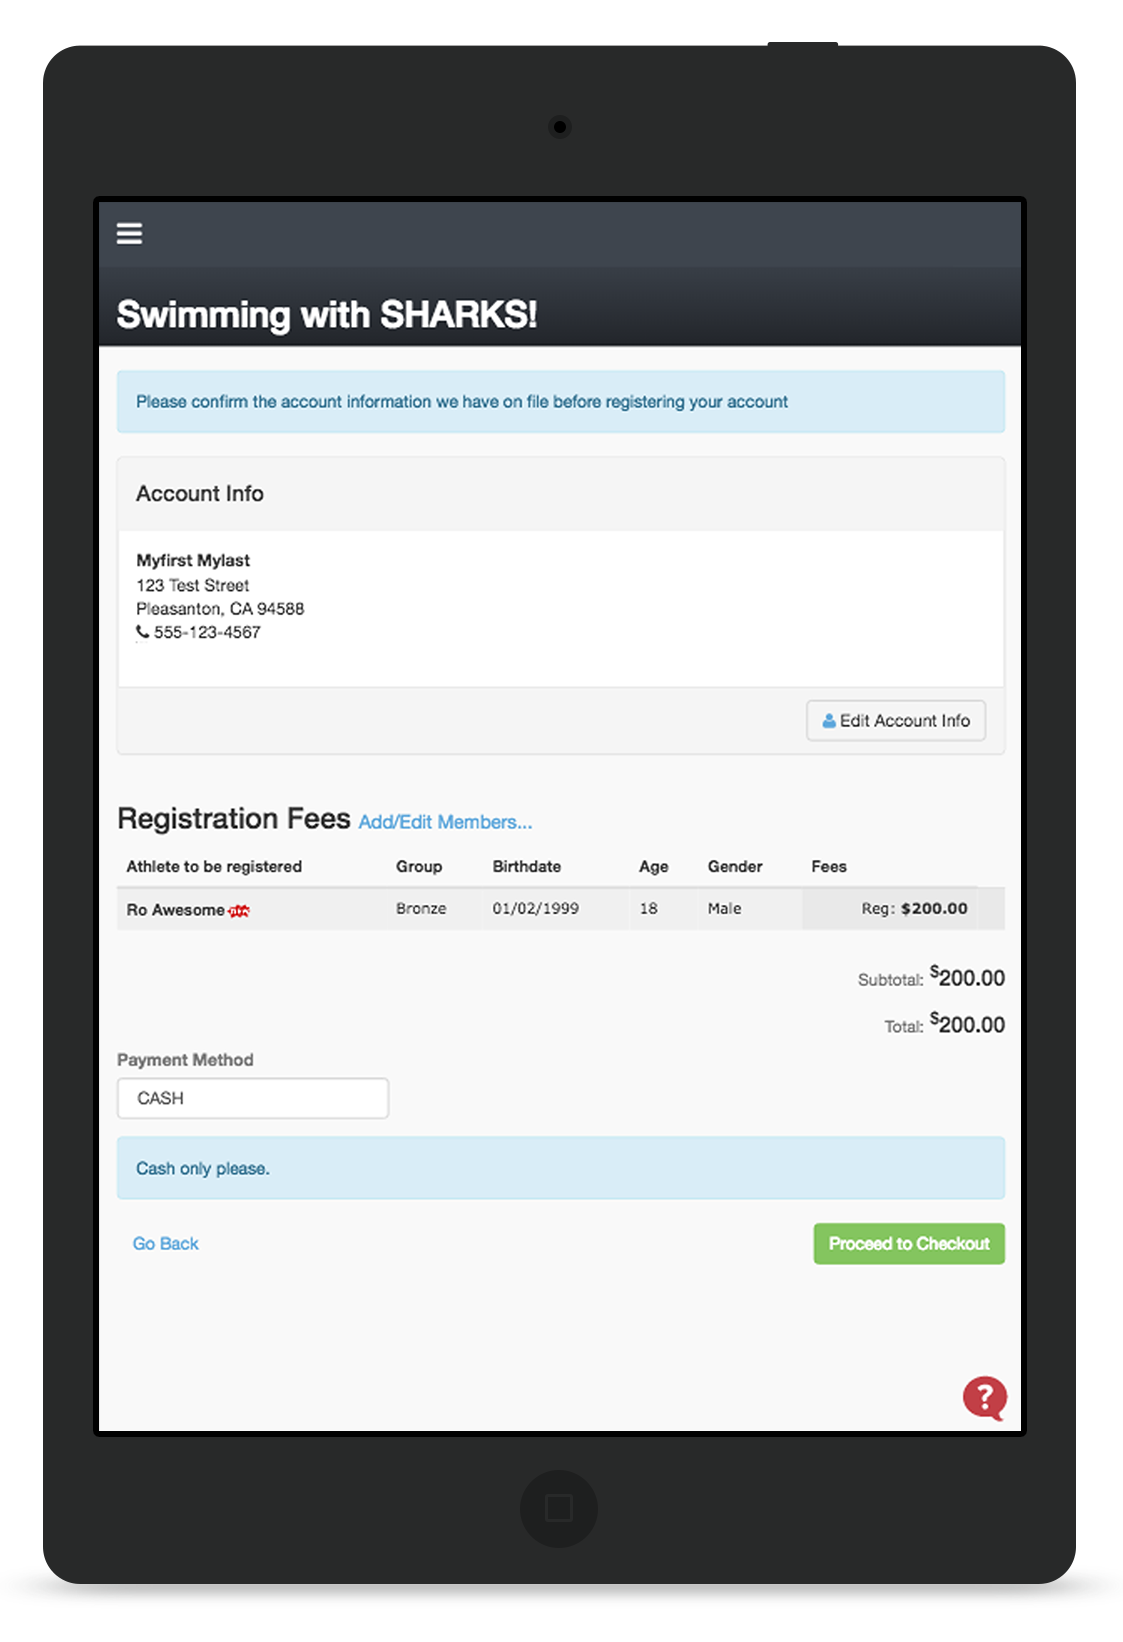 Swimming with SHARKS!
Please confirm the account information we have on file before registering your account
Account Info
Myfirst Mylast
123 Test Street
Pleasanton, CA 94588
555-123-4567
Edit Account Info
Registration Fees Add/Edit Members...
Athlete to be registered Group Birthdate Age Gender Fees
Ro Awesome Bronze 01/02/1999 18 Male Reg: $200.00
Subtotal: $200.00
Total: $200.00
Payment Method
CASH
Cash only please.
Go Back Proceed to Checkout
?